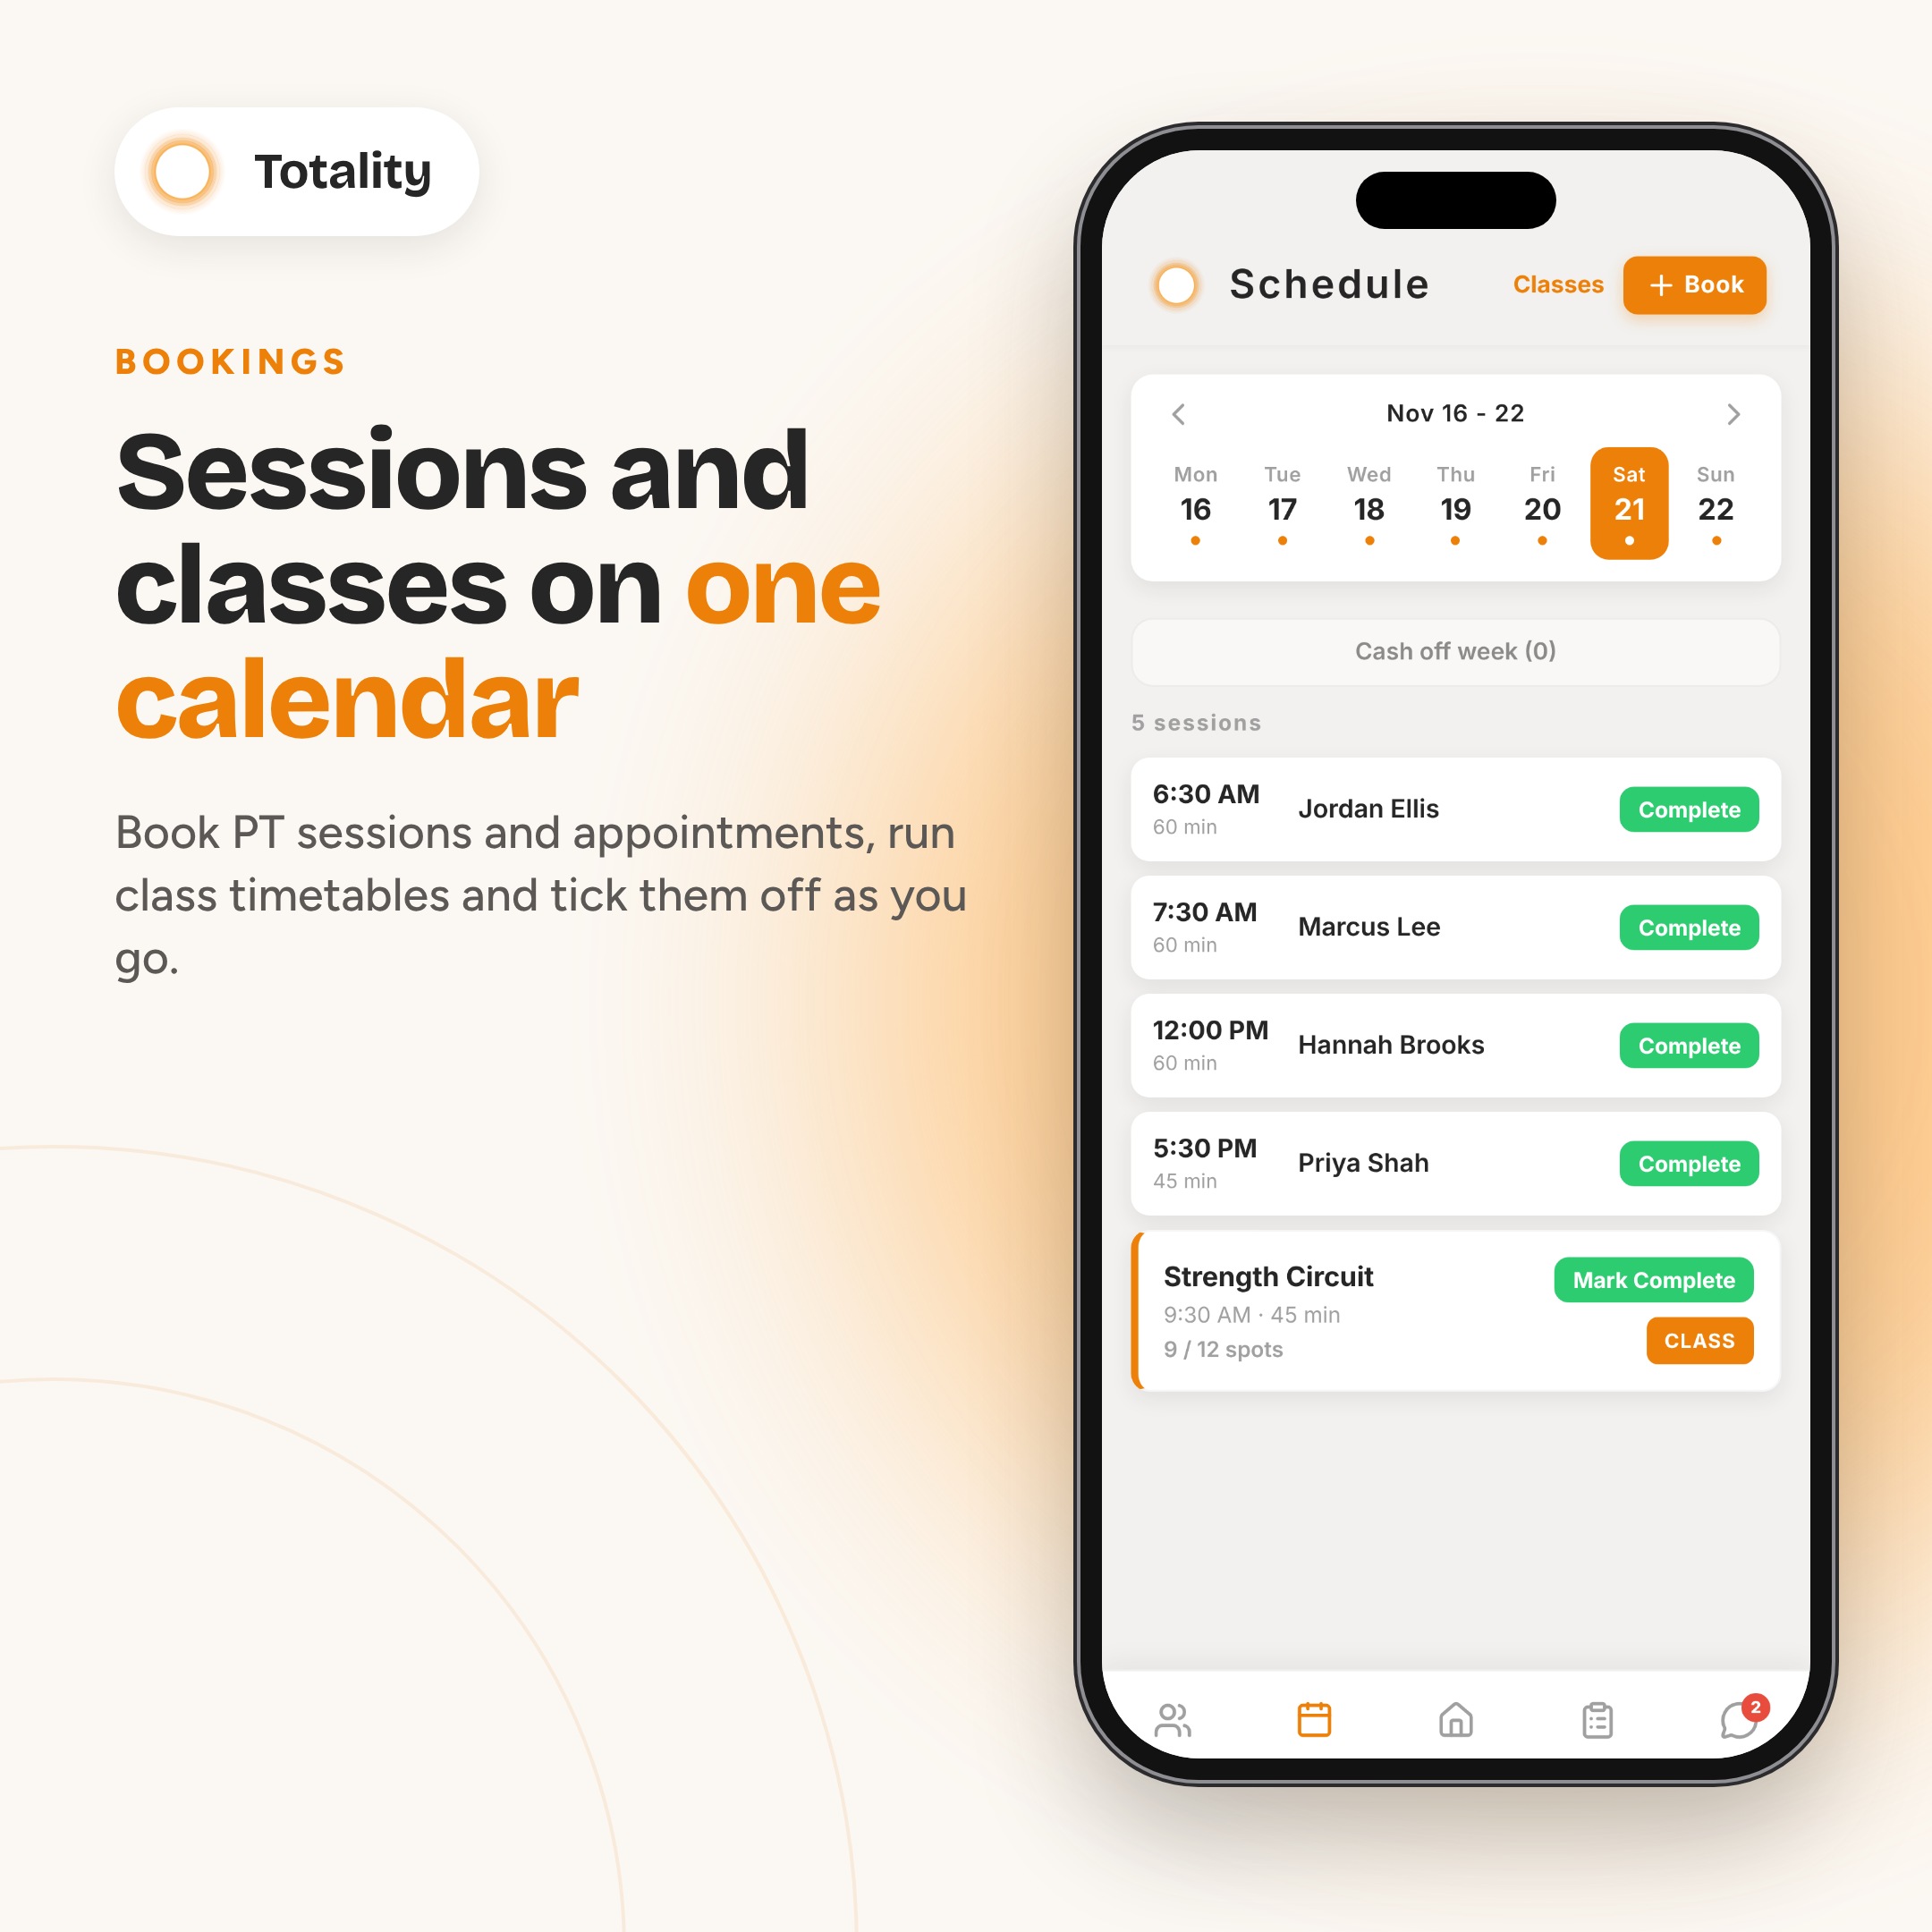 Totality
BOOKINGS
Sessions and
classes on one
calendar
Book PT sessions and appointments, run
class timetables and tick them off as you
go.
Schedule
Classes
+ Book
Nov 16 - 22
Mon Tue Wed Thu Fri Sat Sun
16 17 18 19 20 21 22
Cash off week (0)
5 sessions
6:30 AM
60 min
Jordan Ellis
Complete
7:30 AM
60 min
Marcus Lee
Complete
12:00 PM
60 min
Hannah Brooks
Complete
5:30 PM
45 min
Priya Shah
Complete
Strength Circuit
9:30 AM · 45 min
9 / 12 spots
Mark Complete
CLASS
2